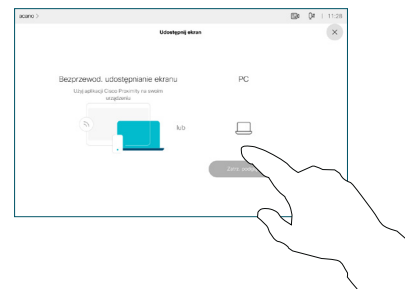 acano >
11:28
Udostępnij ekran
Bezprzewod. udostępnianie ekranu
Użyj aplikacji Cisco Proximity na swoim
urządzeniu
lub
PC